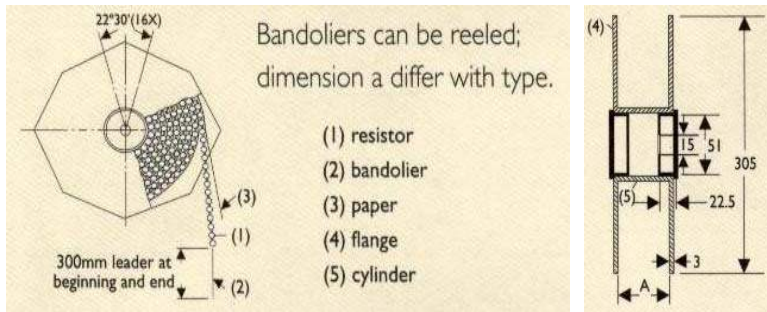 22°30'(16X)
Bandoliers can be reeled;
dimension a differ with type.
(1) resistor
(2) bandolier
(3) paper
(4) flange
(5) cylinder
(3)
(1)
300mm leader at
beginning and end
(2)
(4)
15
51
305
(5)
22.5
3
A